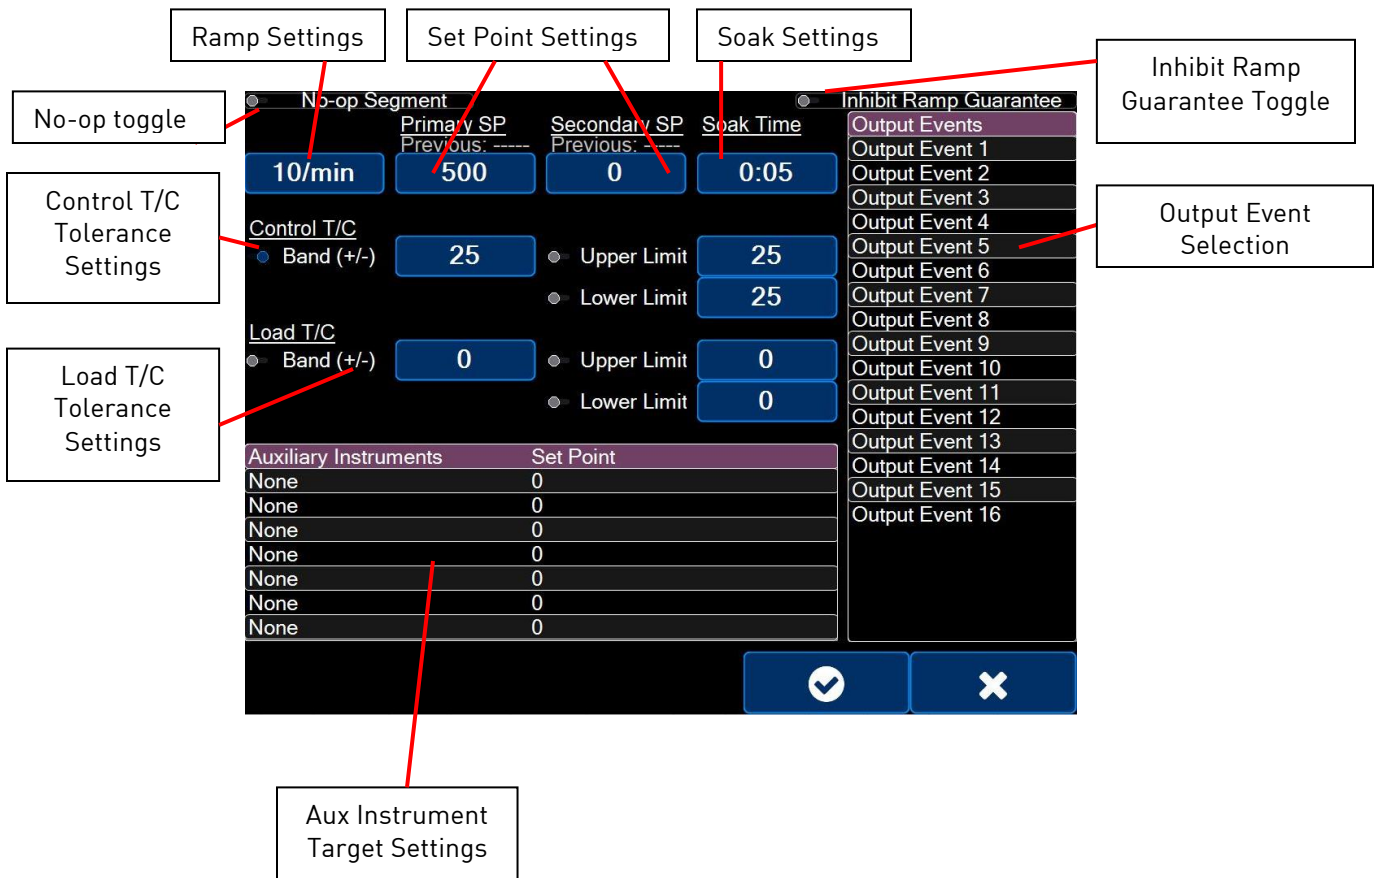 Ramp Settings
Set Point Settings
Soak Settings
Inhibit Ramp
Guarantee Toggle
No-op toggle
No-op Segment
Inhibit Ramp Guarantee
Primary SP
Secondary SP
Soak Time
Previous: -----
Previous: -----
10/min
500
0
0:05
Control T/C
Tolerance
Settings
Control T/C
Band (+/-)
25
Upper Limit
25
Lower Limit
25
Load T/C
Tolerance
Settings
Load T/C
Band (+/-)
0
Upper Limit
0
Lower Limit
0
Output Events
Output Event 1
Output Event 2
Output Event 3
Output Event 4
Output Event 5
Output Event 6
Output Event 7
Output Event 8
Output Event 9
Output Event 10
Output Event 11
Output Event 12
Output Event 13
Output Event 14
Output Event 15
Output Event 16
Output Event
Selection
Auxiliary Instruments Set Point
None 0
None 0
None 0
None 0
None 0
None 0
None 0
Aux Instrument
Target Settings